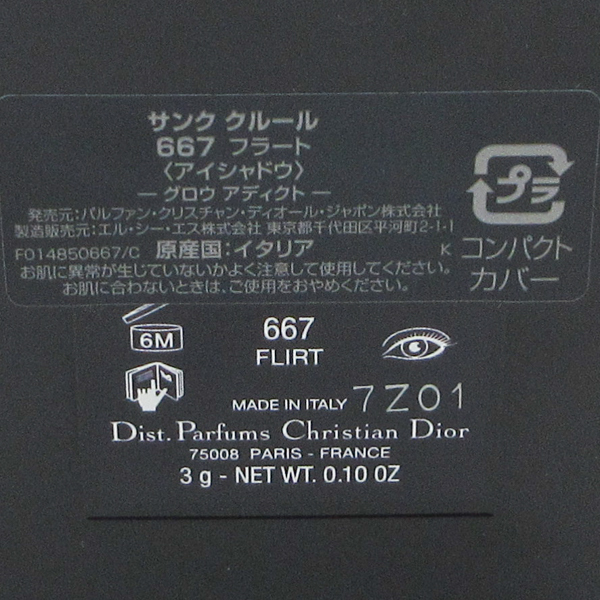 サンク クルール
667 フラート
〈アイシャドウ〉
― グロウ アディクト ―
発売元：パルファン・クリスチャン・ディオール・ジャポン株式会社
製造販売元：エル・シー・エス株式会社 東京都千代田区平河町2-1-1
F014850667/C 原産国：イタリア K
お肌に異常が生じていないかよく注意して使用してください。
お肌に合わないときは、ご使用をおやめください。
プラ
コンパクト
カバー
6M
667
FLIRT
MADE IN ITALY 7Z01
Dist. Parfums Christian Dior
75008 PARIS - FRANCE
3 g - NET WT. 0.10 OZ